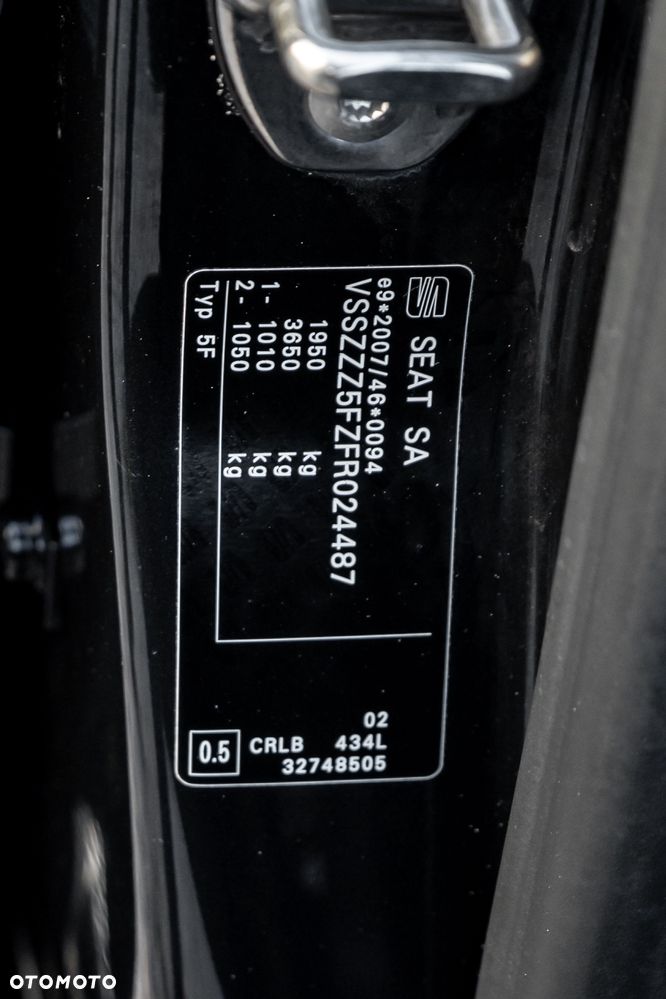 SEAT SA
e9*2007/46*0094
VSSZZZ5FZFR024487
1950 kg
3650 kg
1- 1010 kg
2- 1050 kg
Typ 5F
02
0.5 CRLB 434L
32748505
OTOMOTO